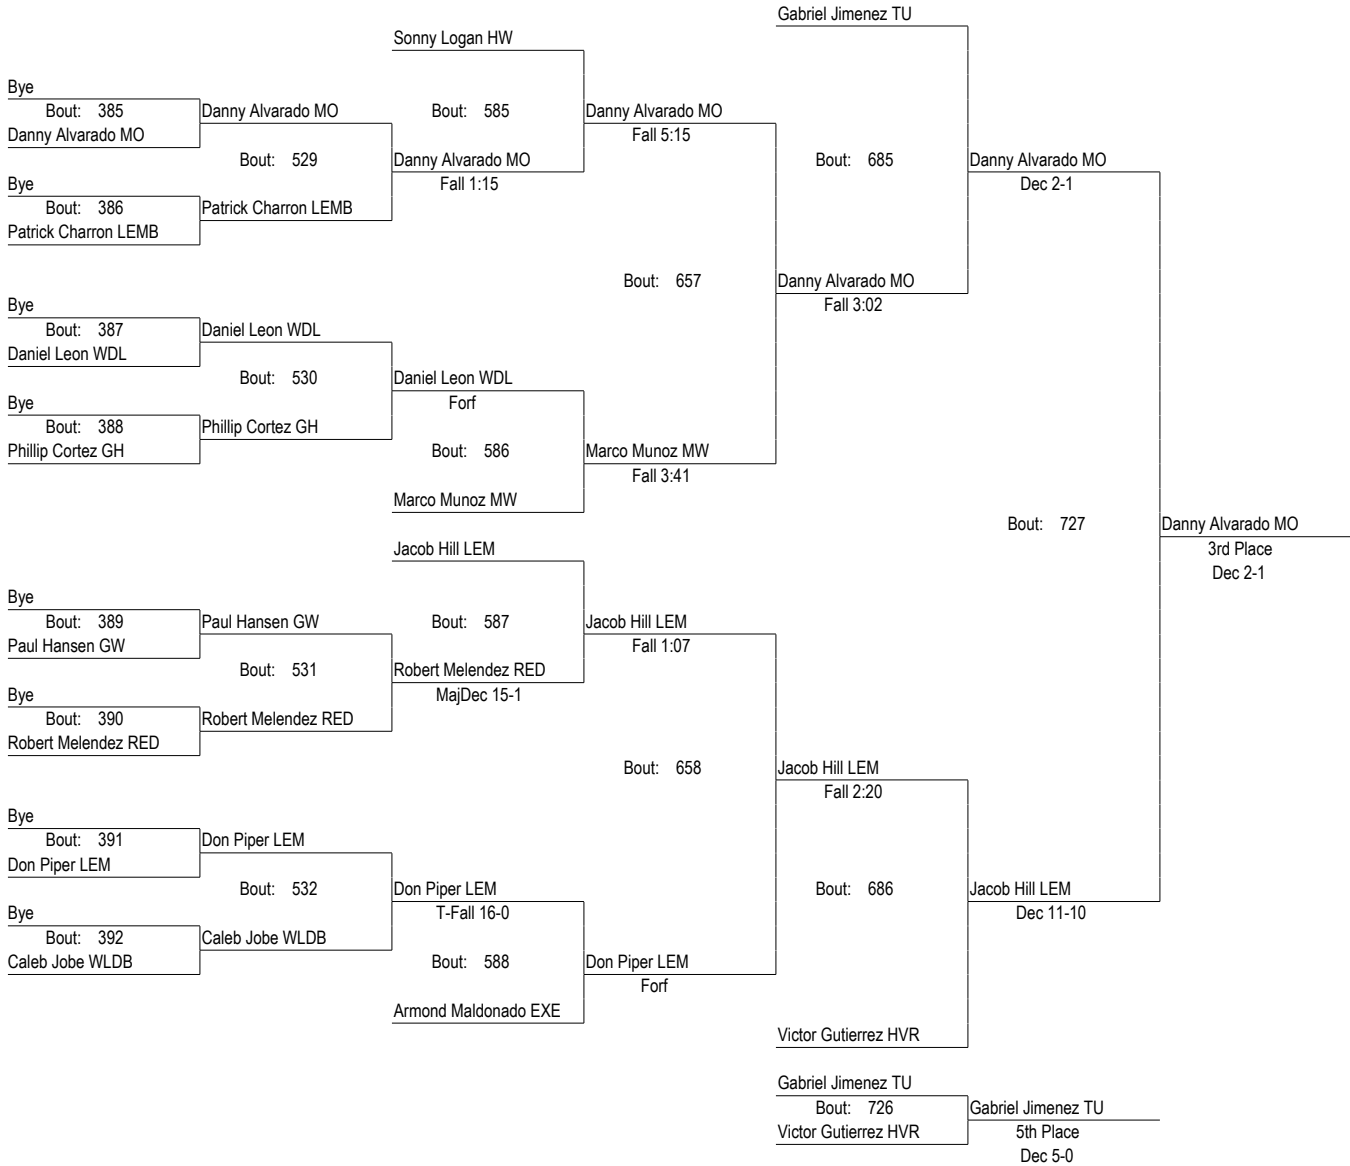 Gabriel Jimenez TU
Sonny Logan HW
Bye
Bout: 385
Danny Alvarado MO
Bout: 585
Danny Alvarado MO
Danny Alvarado MO
Fall 5:15
Bout: 529
Danny Alvarado MO
Fall 1:15
Bout: 685
Danny Alvarado MO
Dec 2-1
Bye
Bout: 386
Patrick Charron LEMB
Patrick Charron LEMB
Bout: 657
Danny Alvarado MO
Fall 3:02
Bye
Bout: 387
Daniel Leon WDL
Daniel Leon WDL
Bout: 530
Daniel Leon WDL
Forf
Bye
Bout: 388
Phillip Cortez GH
Phillip Cortez GH
Bout: 586
Marco Munoz MW
Fall 3:41
Marco Munoz MW
Bout: 727
Danny Alvarado MO
3rd Place
Dec 2-1
Jacob Hill LEM
Bye
Bout: 389
Paul Hansen GW
Paul Hansen GW
Bout: 587
Jacob Hill LEM
Fall 1:07
Bout: 531
Robert Melendez RED
MajDec 15-1
Bye
Bout: 390
Robert Melendez RED
Robert Melendez RED
Bout: 658
Jacob Hill LEM
Fall 2:20
Bye
Bout: 391
Don Piper LEM
Don Piper LEM
Bout: 532
Don Piper LEM
T-Fall 16-0
Bout: 686
Jacob Hill LEM
Dec 11-10
Bye
Bout: 392
Caleb Jobe WLDB
Caleb Jobe WLDB
Bout: 588
Don Piper LEM
Forf
Armond Maldonado EXE
Victor Gutierrez HVR
Gabriel Jimenez TU
Bout: 726
Gabriel Jimenez TU
Victor Gutierrez HVR
5th Place
Dec 5-0